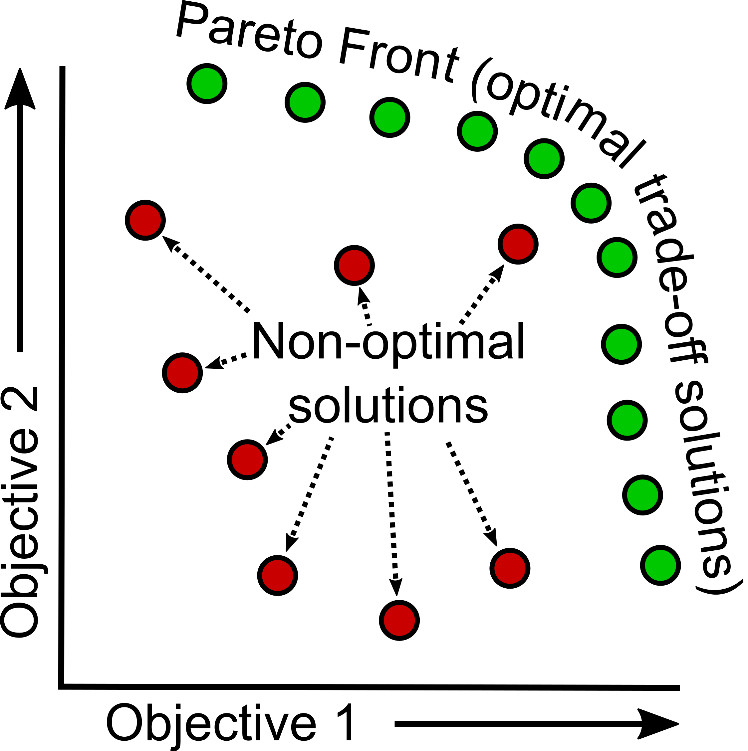 Pareto Front (optimal trade-off solutions)
Non-optimal
solutions
Objective 2
Objective 1